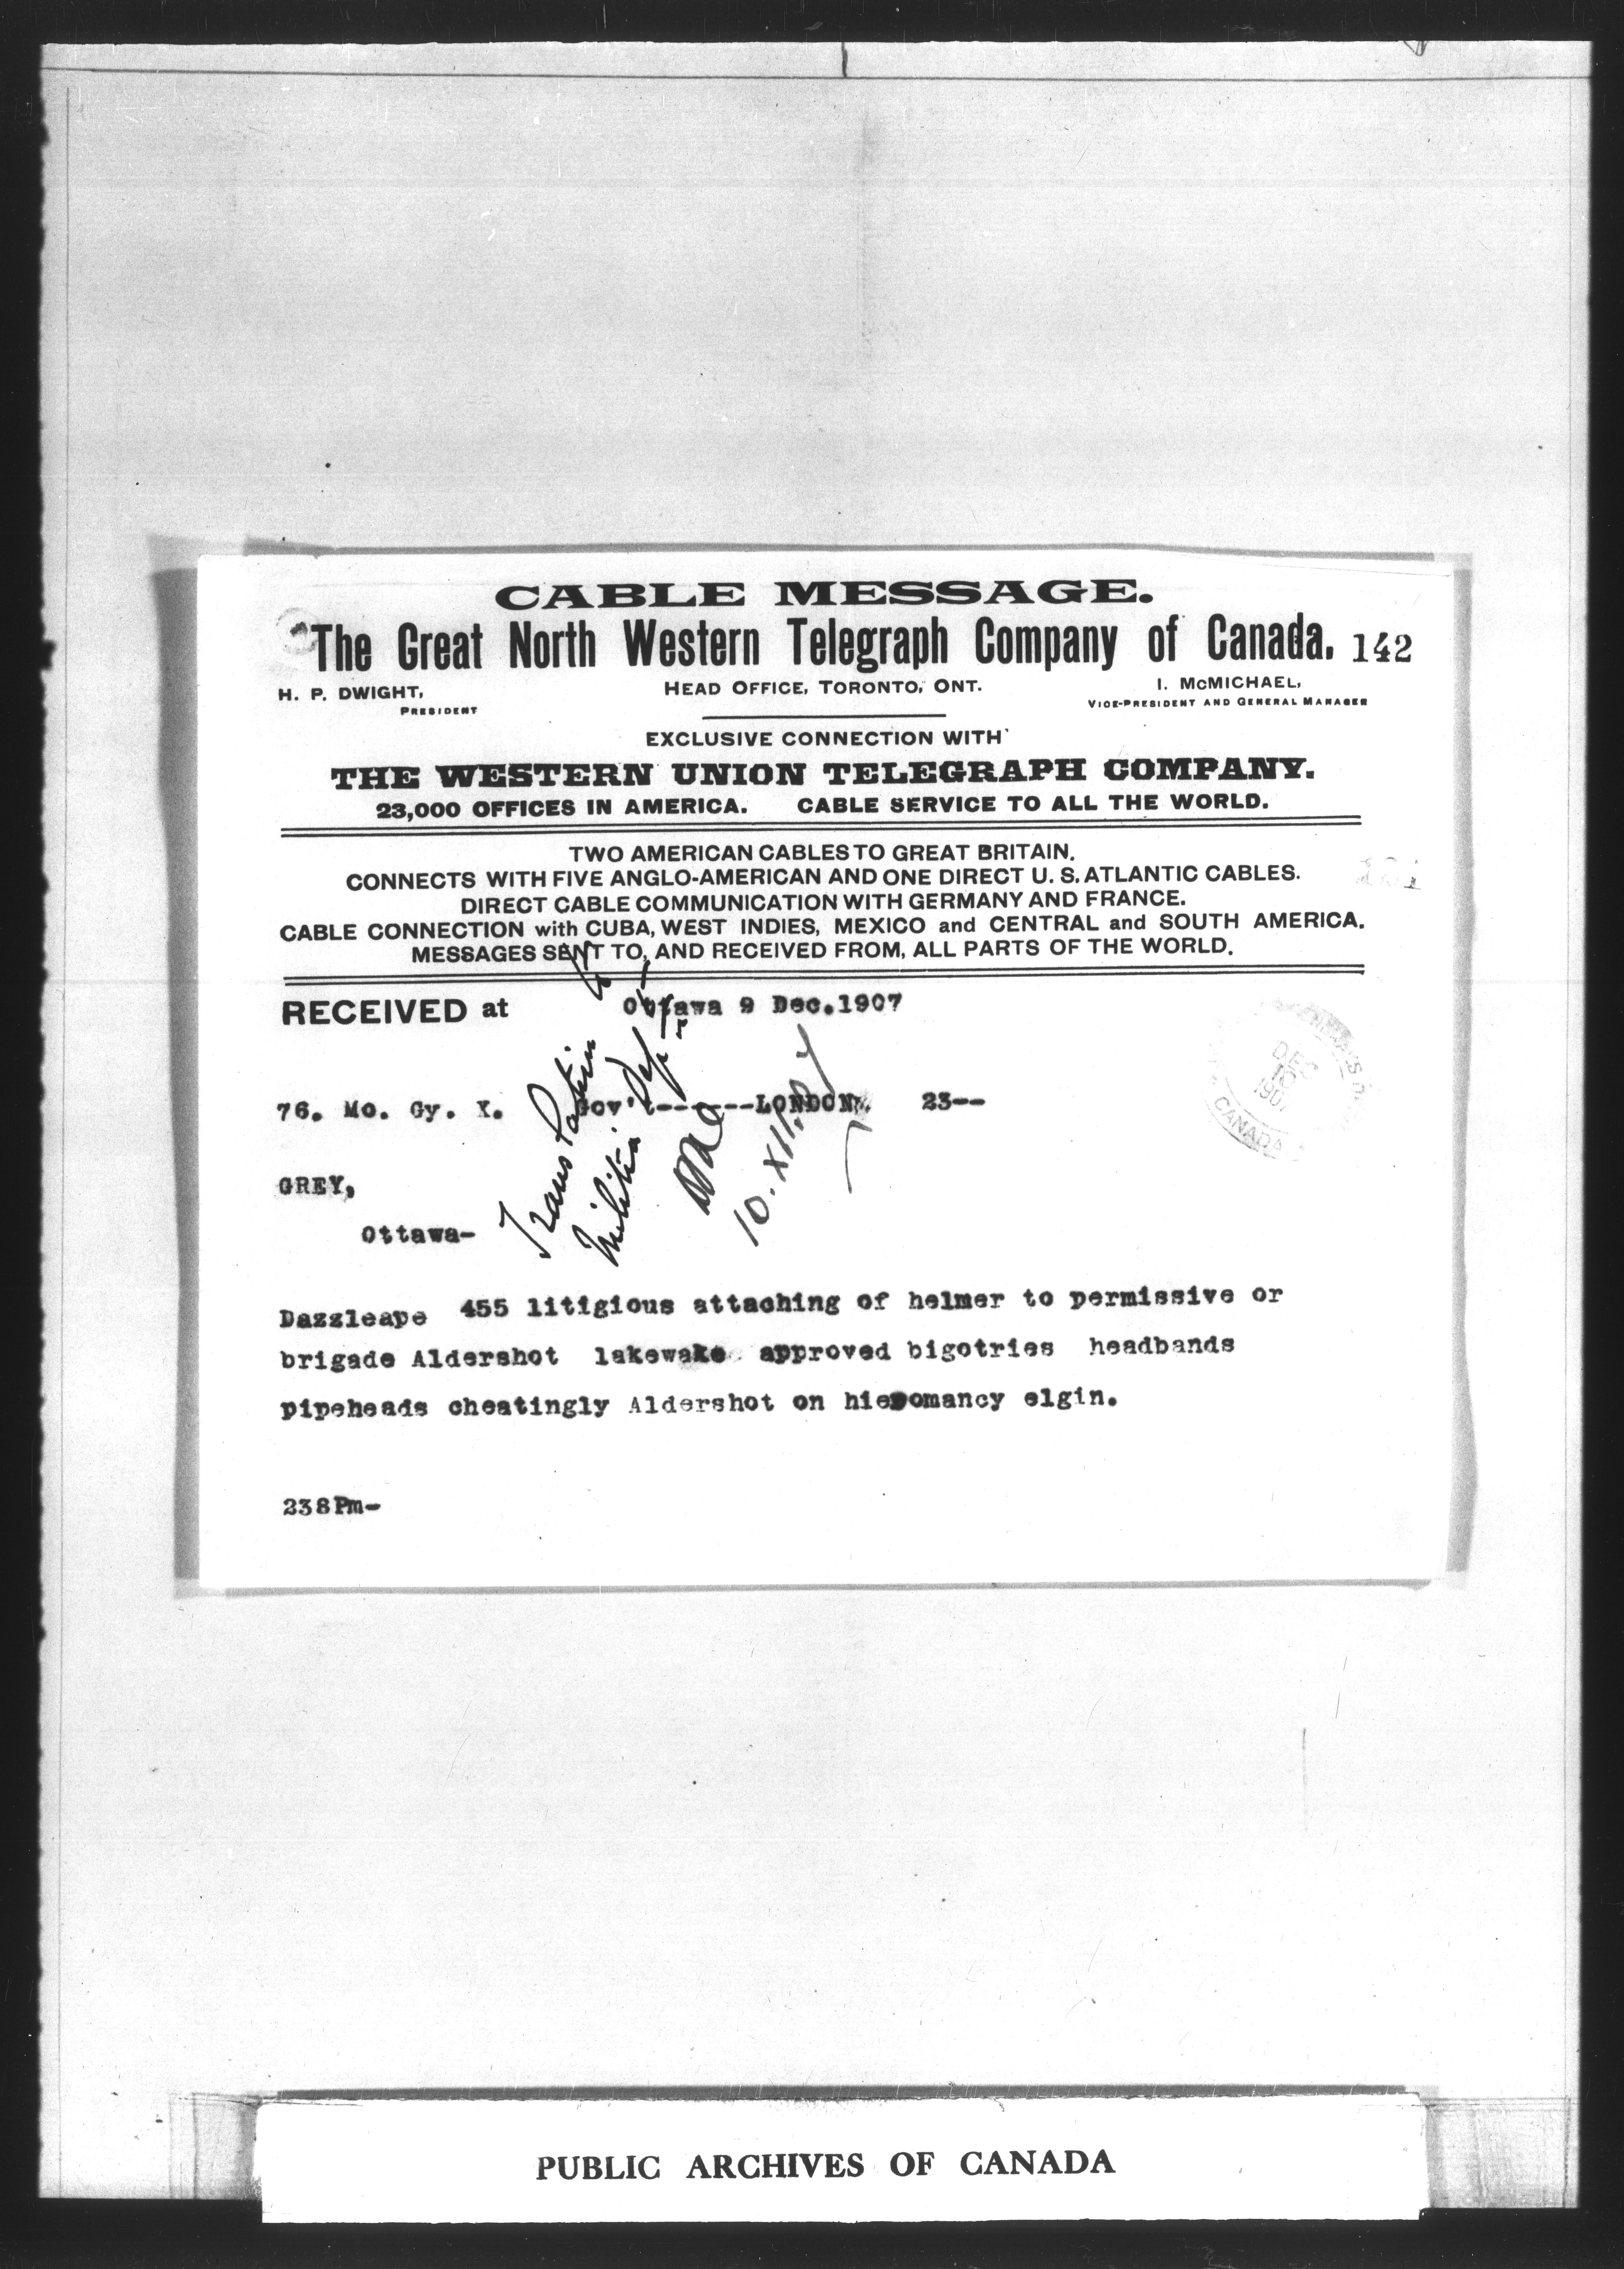 CABLE MESSAGE.
The Great North Western Telegraph Company of Canada. 142
H. P. DWIGHT, PRESIDENT
HEAD OFFICE, TORONTO, ONT.
I. McMICHAEL, VICE-PRESIDENT AND GENERAL MANAGER
EXCLUSIVE CONNECTION WITH
THE WESTERN UNION TELEGRAPH COMPANY.
23,000 OFFICES IN AMERICA. CABLE SERVICE TO ALL THE WORLD.
TWO AMERICAN CABLES TO GREAT BRITAIN.
CONNECTS WITH FIVE ANGLO-AMERICAN AND ONE DIRECT U. S. ATLANTIC CABLES.
DIRECT CABLE COMMUNICATION WITH GERMANY AND FRANCE.
CABLE CONNECTION with CUBA, WEST INDIES, MEXICO and CENTRAL and SOUTH AMERICA.
MESSAGES SENT TO, AND RECEIVED FROM, ALL PARTS OF THE WORLD.
RECEIVED at Ottawa 9 Dec.1907
76. Mo. Gy. X. Gov't------LONDON. 23--
GREY,
Ottawa-
Trans
Militia Dept
10.XII.07
DEC
10
1907
CANADA
Dazzleape 455 litigious attaching of helmer to permissive or
brigade Aldershot lakewake approved bigotries headbands
pipeheads cheatingly Aldershot on hieromancy elgin.
238Pm-
PUBLIC ARCHIVES OF CANADA